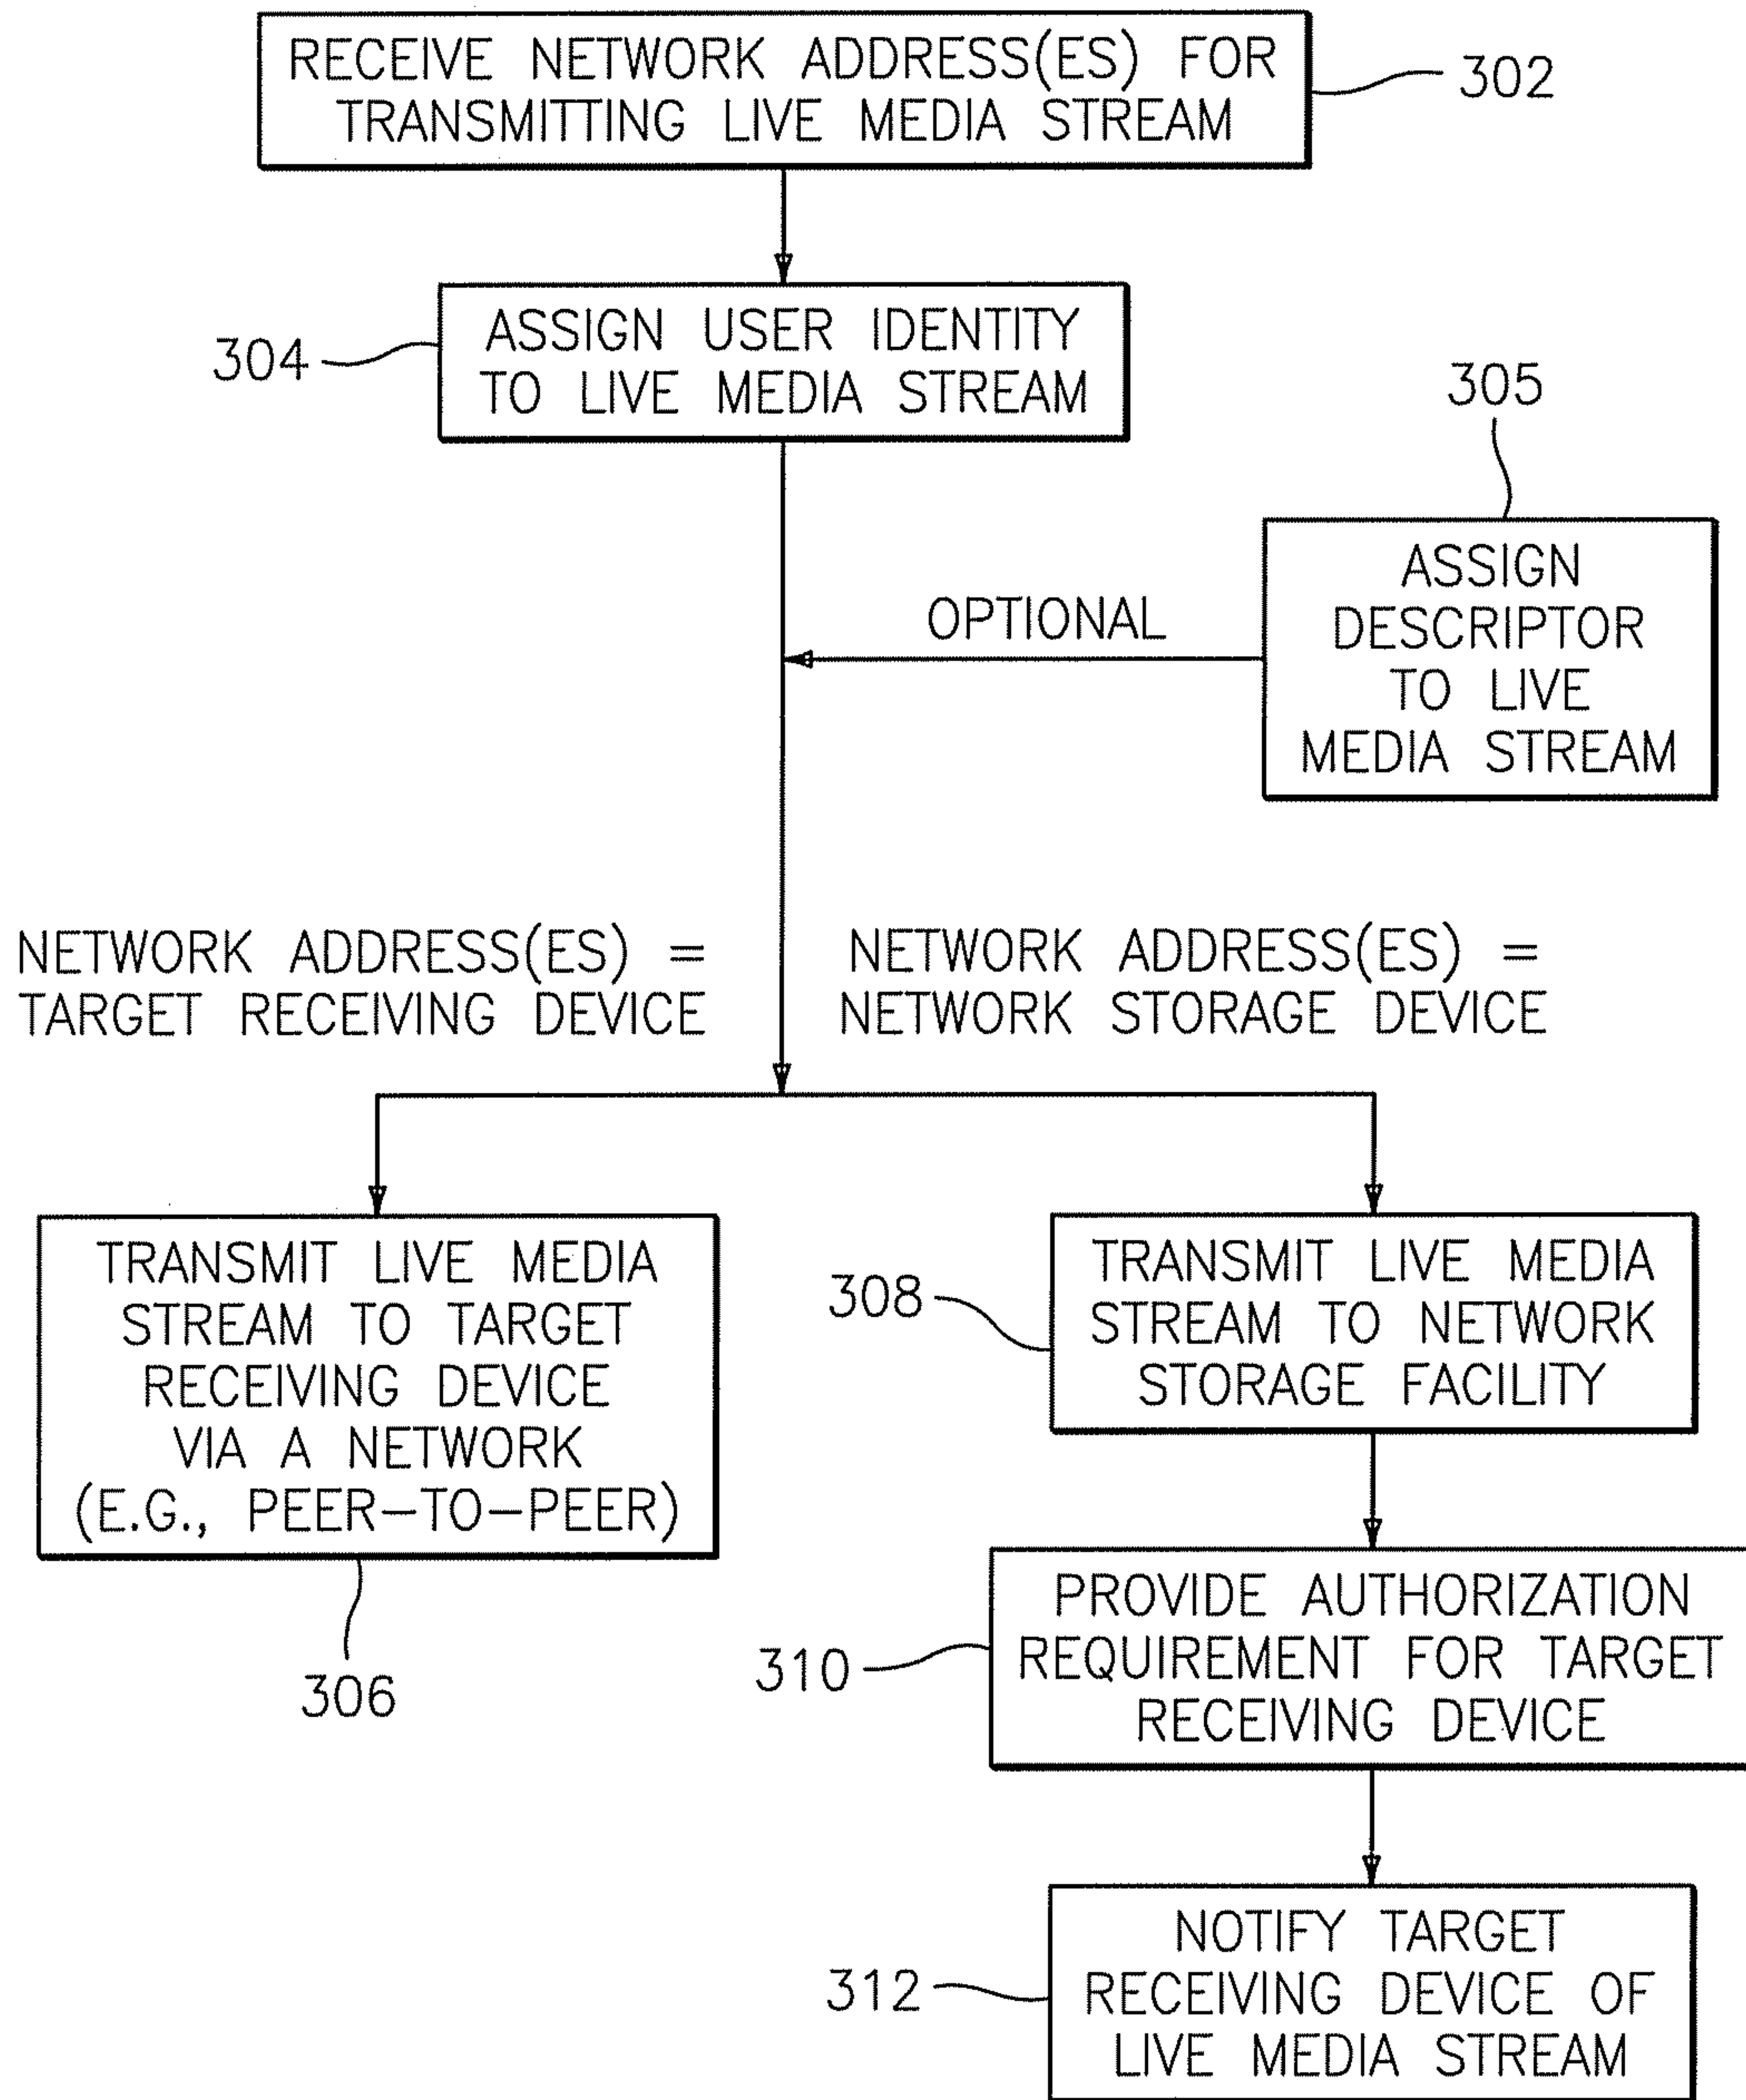 RECEIVE NETWORK ADDRESS(ES) FOR
TRANSMITTING LIVE MEDIA STREAM
302
ASSIGN USER IDENTITY
TO LIVE MEDIA STREAM
304
305
ASSIGN
DESCRIPTOR
TO LIVE
MEDIA STREAM
OPTIONAL
NETWORK ADDRESS(ES) =
TARGET RECEIVING DEVICE
NETWORK ADDRESS(ES) =
NETWORK STORAGE DEVICE
TRANSMIT LIVE MEDIA
STREAM TO TARGET
RECEIVING DEVICE
VIA A NETWORK
(E.G., PEER-TO-PEER)
306
308
TRANSMIT LIVE MEDIA
STREAM TO NETWORK
STORAGE FACILITY
310
PROVIDE AUTHORIZATION
REQUIREMENT FOR TARGET
RECEIVING DEVICE
312
NOTIFY TARGET
RECEIVING DEVICE OF
LIVE MEDIA STREAM